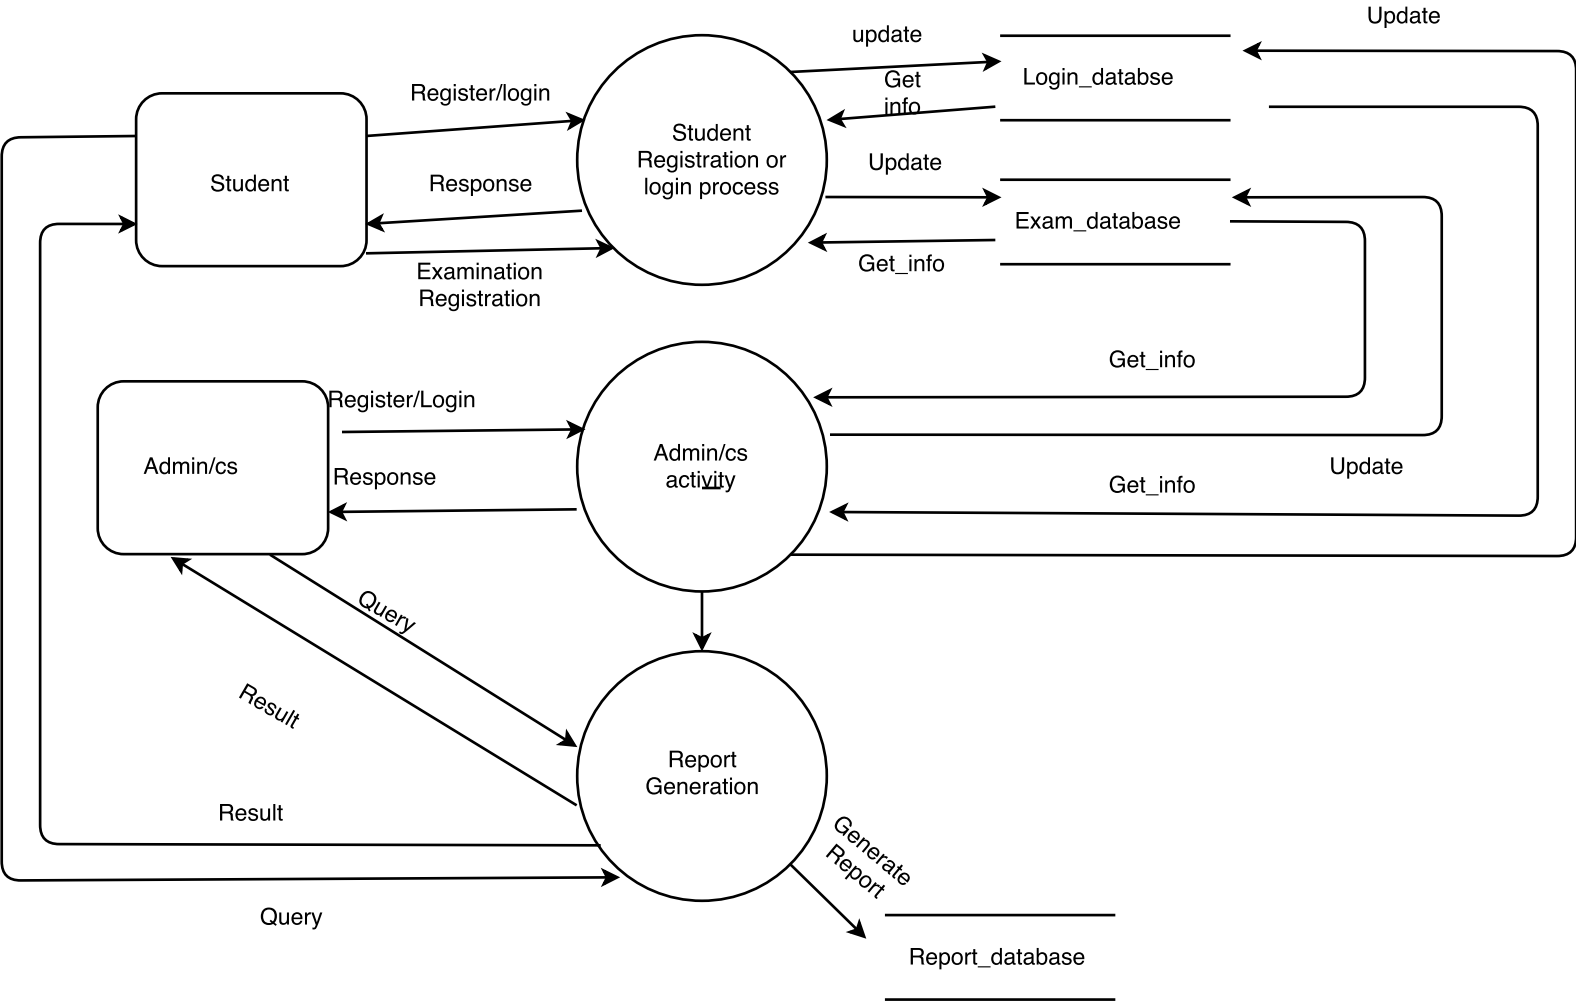 Update
update
Get
info
Login_databse
Register/login
Student
Registration or
login process
Student
Response
Update
Exam_database
Get_info
Examination
Registration
Get_info
Register/Login
Admin/cs
Response
Admin/cs
activity
Update
Get_info
Query
Result
Report
Generation
Result
Generate
Report
Query
Report_database